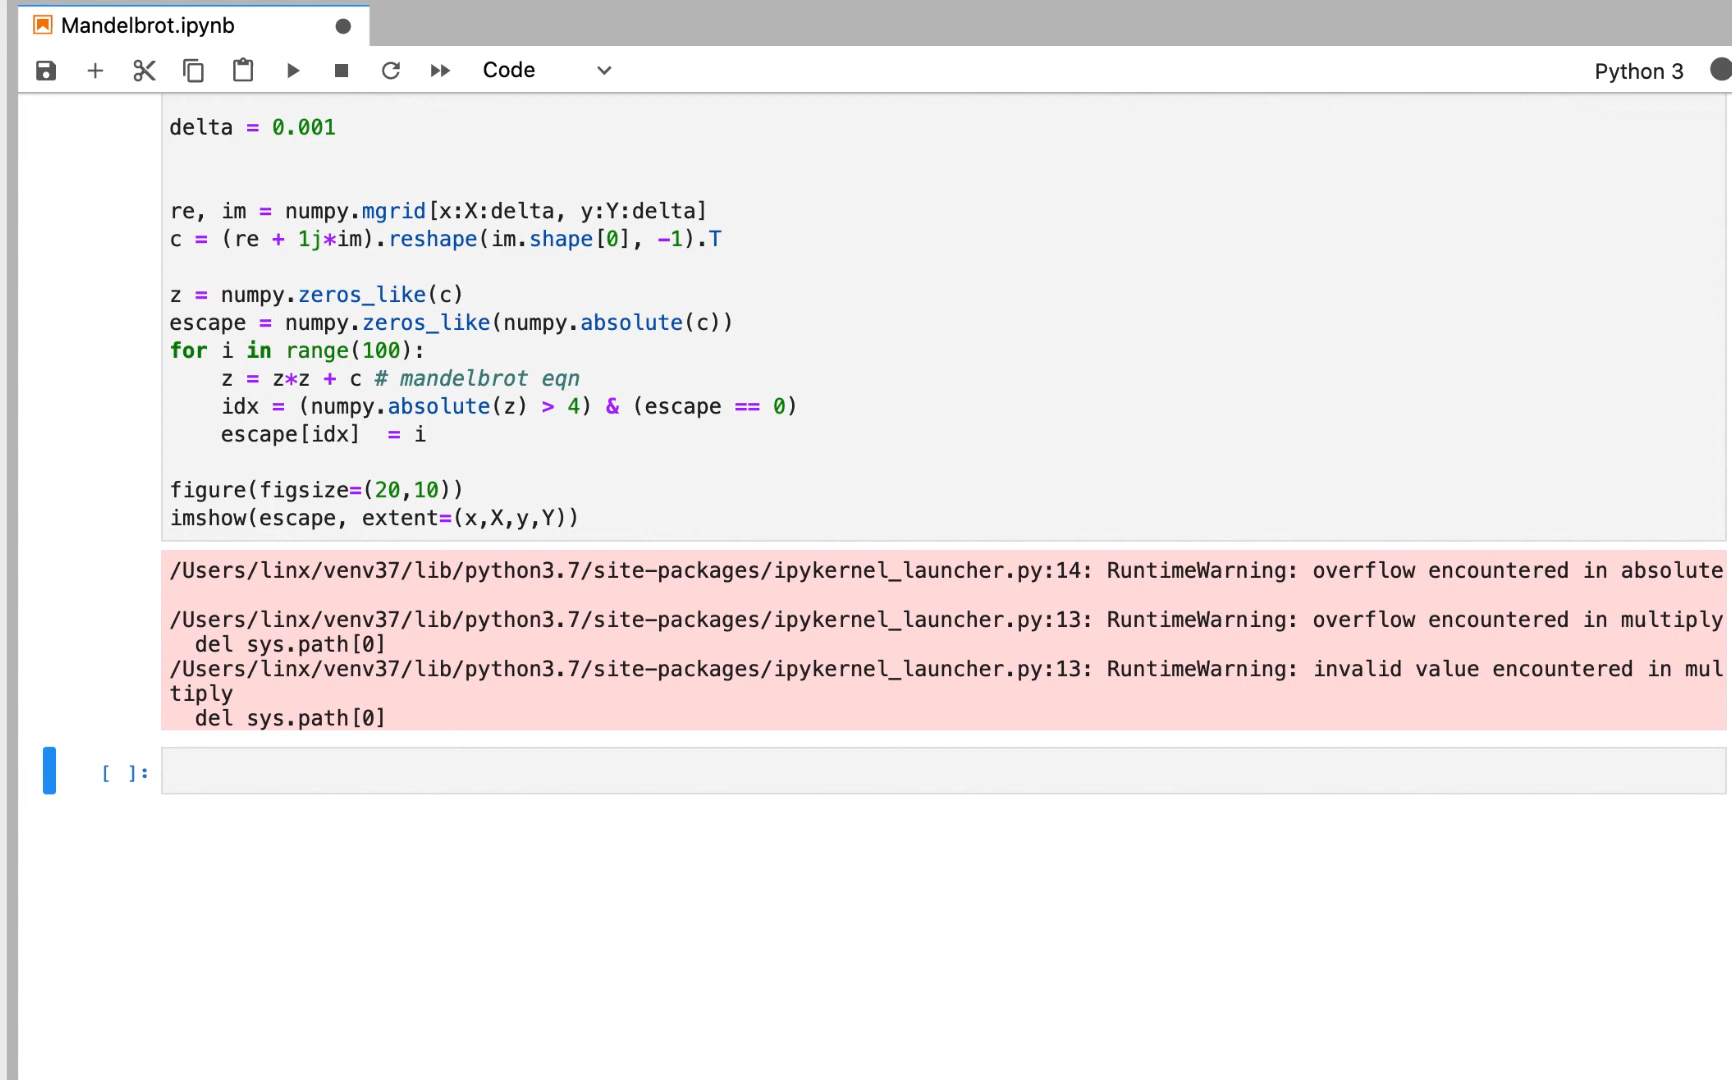 Mandelbrot.ipynb
Code
Python 3
delta = 0.001
re, im = numpy.mgrid[x:X:delta, y:Y:delta]
c = (re + 1j*im).reshape(im.shape[0], -1).T
z = numpy.zeros_like(c)
escape = numpy.zeros_like(numpy.absolute(c))
for i in range(100):
    z = z*z + c # mandelbrot eqn
    idx = (numpy.absolute(z) > 4) & (escape == 0)
    escape[idx]  = i
figure(figsize=(20,10))
imshow(escape, extent=(x,X,y,Y))
/Users/linx/venv37/lib/python3.7/site-packages/ipykernel_launcher.py:14: RuntimeWarning: overflow encountered in absolute
/Users/linx/venv37/lib/python3.7/site-packages/ipykernel_launcher.py:13: RuntimeWarning: overflow encountered in multiply
  del sys.path[0]
/Users/linx/venv37/lib/python3.7/site-packages/ipykernel_launcher.py:13: RuntimeWarning: invalid value encountered in mul
tiply
  del sys.path[0]
[ ]: